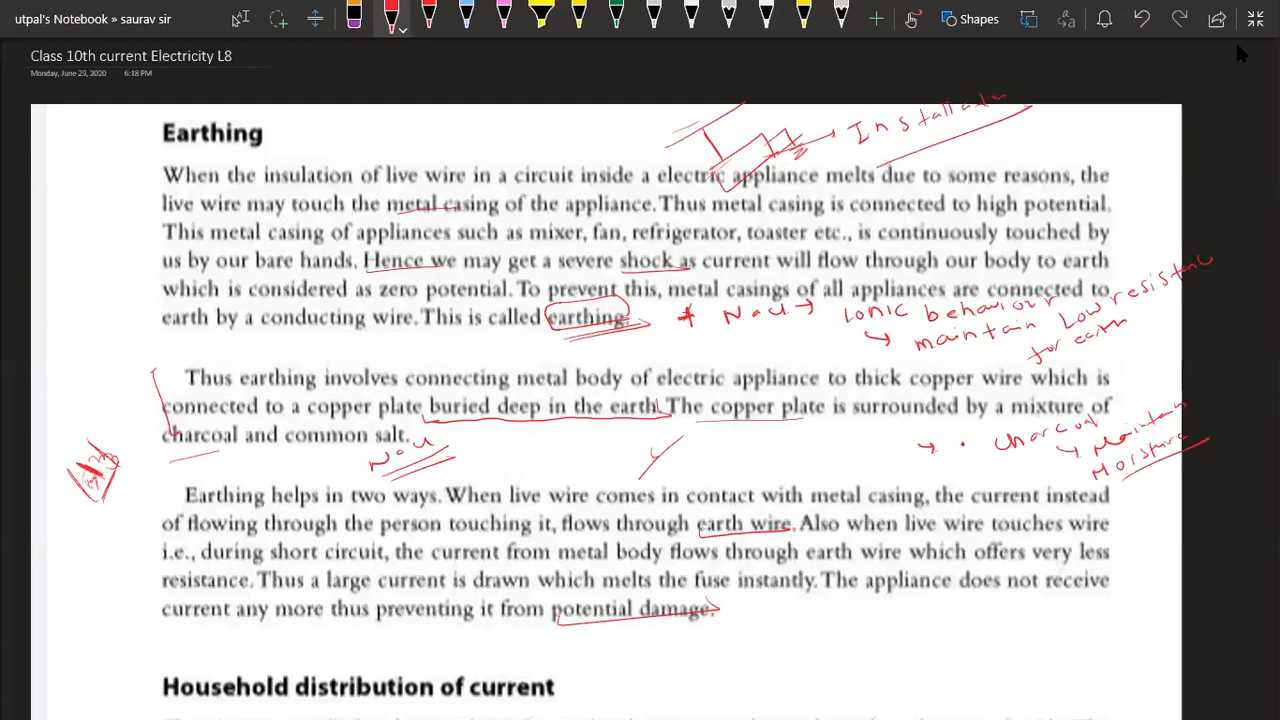 utpal's Notebook » saurav sir
Shapes
Class 10th current Electricity L8
Monday, June 29, 2020 6:18 PM
Installation
Earthing
When the insulation of live wire in a circuit inside a electric appliance melts due to some reasons, the
live wire may touch the metal casing of the appliance. Thus metal casing is connected to high potential.
This metal casing of appliances such as mixer, fan, refrigerator, toaster etc., is continuously touched by
us by our bare hands. Hence we may get a severe shock as current will flow through our body to earth
which is considered as zero potential. To prevent this, metal casings of all appliances are connected to
earth by a conducting wire. This is called earthing.
* NaCl → Ionic behaviour
→ maintain Low resistance
for earth
Thus earthing involves connecting metal body of electric appliance to thick copper wire which is
connected to a copper plate buried deep in the earth. The copper plate is surrounded by a mixture of
charcoal and common salt.
NaCl
→ • Charcoal
→ Maintain
Moisture
Earthing helps in two ways. When live wire comes in contact with metal casing, the current instead
of flowing through the person touching it, flows through earth wire. Also when live wire touches wire
i.e., during short circuit, the current from metal body flows through earth wire which offers very less
resistance. Thus a large current is drawn which melts the fuse instantly. The appliance does not receive
current any more thus preventing it from potential damage.
Household distribution of current